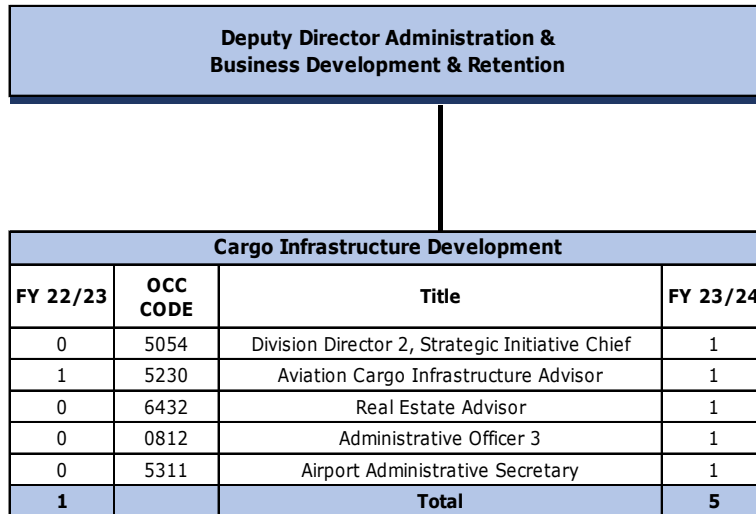 Deputy Director Administration &
Business Development & Retention
Cargo Infrastructure Development
FY 22/23 OCC CODE Title FY 23/24
0 5054 Division Director 2, Strategic Initiative Chief 1
1 5230 Aviation Cargo Infrastructure Advisor 1
0 6432 Real Estate Advisor 1
0 0812 Administrative Officer 3 1
0 5311 Airport Administrative Secretary 1
1 Total 5